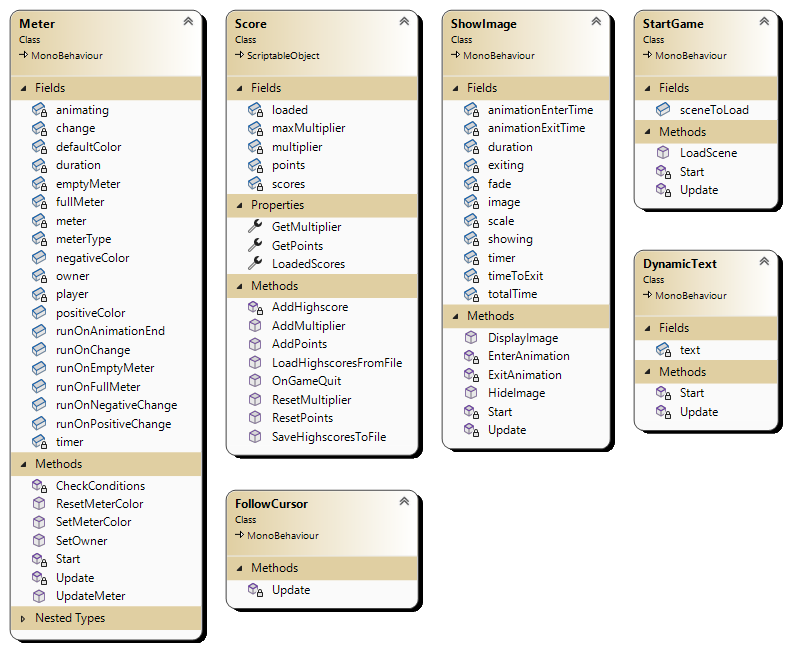 Meter
Class
MonoBehaviour
Fields
animating
change
defaultColor
duration
emptyMeter
fullMeter
meter
meterType
negativeColor
owner
player
positiveColor
runOnAnimationEnd
runOnChange
runOnEmptyMeter
runOnFullMeter
runOnNegativeChange
runOnPositiveChange
timer
Methods
CheckConditions
ResetMeterColor
SetMeterColor
SetOwner
Start
Update
UpdateMeter
Nested Types
Score
Class
ScriptableObject
Fields
loaded
maxMultiplier
multiplier
points
scores
Properties
GetMultiplier
GetPoints
LoadedScores
Methods
AddHighscore
AddMultiplier
AddPoints
LoadHighscoresFromFile
OnGameQuit
ResetMultiplier
ResetPoints
SaveHighscoresToFile
FollowCursor
Class
MonoBehaviour
Methods
Update
ShowImage
Class
MonoBehaviour
Fields
animationEnterTime
animationExitTime
duration
exiting
fade
image
scale
showing
timer
timeToExit
totalTime
Methods
DisplayImage
EnterAnimation
ExitAnimation
HideImage
Start
Update
StartGame
Class
MonoBehaviour
Fields
sceneToLoad
Methods
LoadScene
Start
Update
DynamicText
Class
MonoBehaviour
Fields
text
Methods
Start
Update